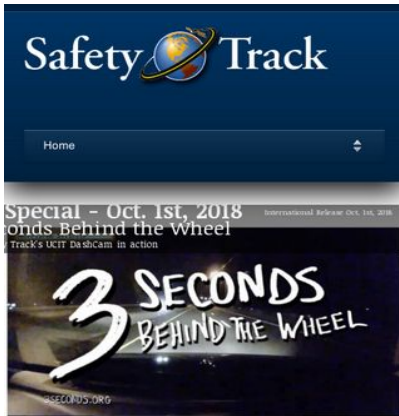 Safety Track
Home
Special - Oct. 1st, 2018
International Release Oct. 1st, 2018
conds Behind the Wheel
y Track's UCIT DashCam in action
3 SECONDS
BEHIND THE WHEEL
3SECONDS.ORG